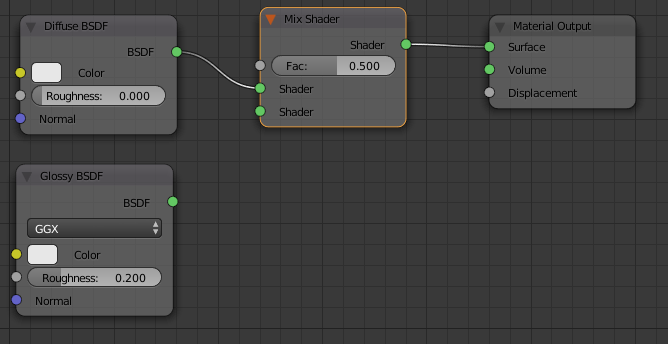 Diffuse BSDF
BSDF
Color
Roughness: 0.000
Normal
Mix Shader
Shader
Fac: 0.500
Shader
Shader
Material Output
Surface
Volume
Displacement
Glossy BSDF
BSDF
GGX
Color
Roughness: 0.200
Normal